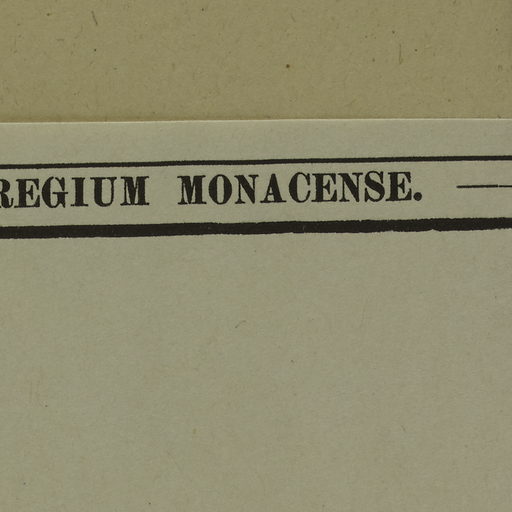 REGIUM MONACENSE. —